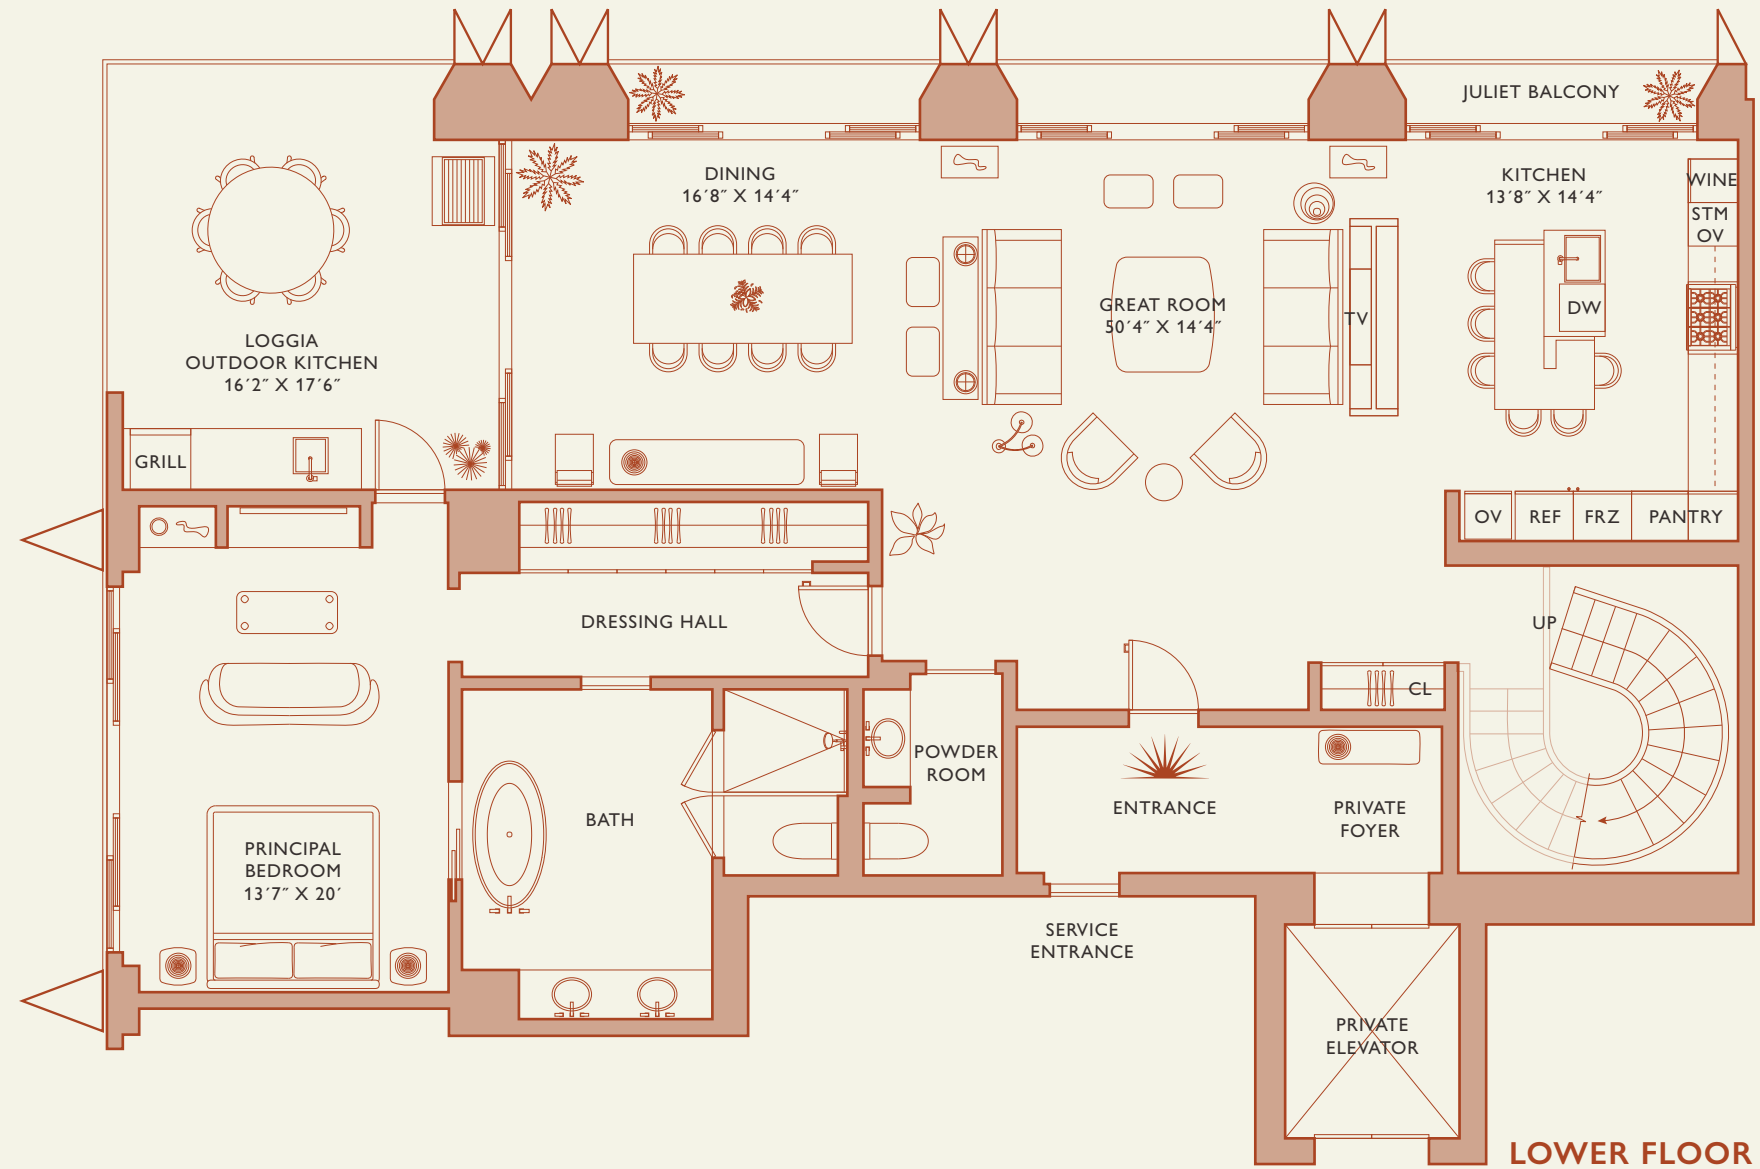 JULIET BALCONY
DINING
16′8″ X 14′4″
KITCHEN
13′8″ X 14′4″
WINE
STM
OV
GREAT ROOM
50′4″ X 14′4″
TV
DW
LOGGIA
OUTDOOR KITCHEN
16′2″ X 17′6″
GRILL
OV
REF
FRZ
PANTRY
DRESSING HALL
UP
CL
POWDER
ROOM
BATH
ENTRANCE
PRIVATE
FOYER
PRINCIPAL
BEDROOM
13′7″ X 20′
SERVICE
ENTRANCE
PRIVATE
ELEVATOR
LOWER FLOOR